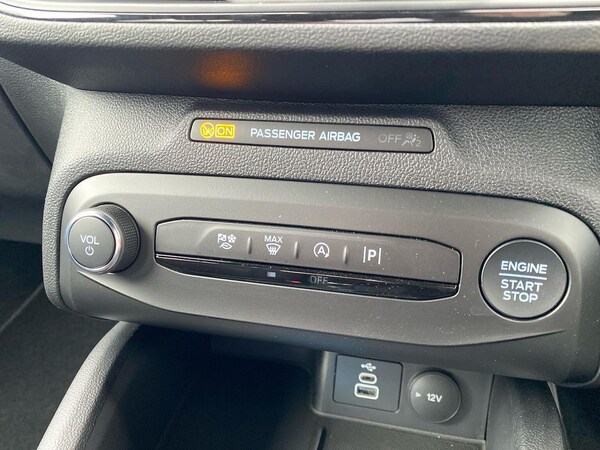 ON PASSENGER AIRBAG OFF
VOL
MAX
A
P
OFF
ENGINE
START
STOP
12V